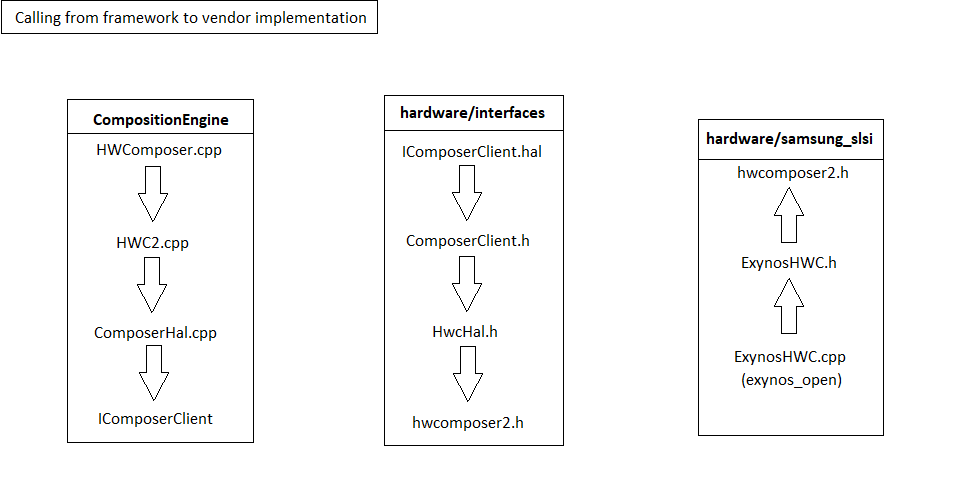 Calling from framework to vendor implementation
CompositionEngine
HWComposer.cpp
HWC2.cpp
ComposerHal.cpp
IComposerClient
hardware/interfaces
IComposerClient.hal
ComposerClient.h
HwcHal.h
hwcomposer2.h
hardware/samsung_slsi
hwcomposer2.h
ExynosHWC.h
ExynosHWC.cpp
(exynos_open)